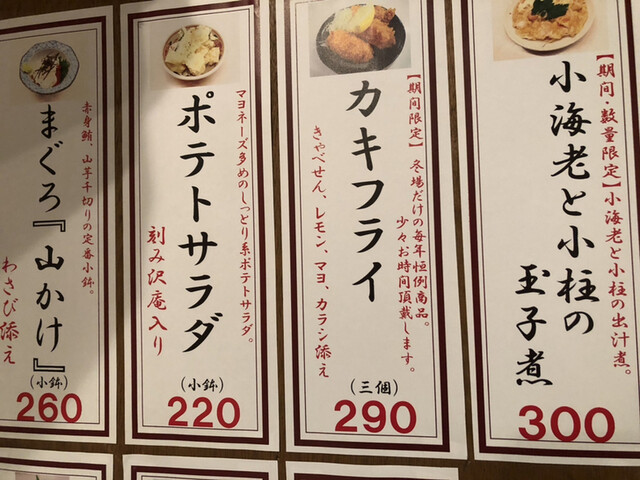 【期間・数量限定】小海老と小柱の出汁煮。
小海老と小柱の
玉子煮
300
【期間限定】 冬場だけの毎年恒例商品。
少々お時間頂戴します。
カキフライ
きゃべせん、レモン、マヨ、カラシ添え
(三個)
290
マヨネーズ多めのしっとり系ポテトサラダ。
ポテトサラダ
刻み沢庵入り
(小鉢)
220
赤身鮪、山芋千切りの定番小鉢。
まぐろ『山かけ』
わさび添え
(小鉢)
260